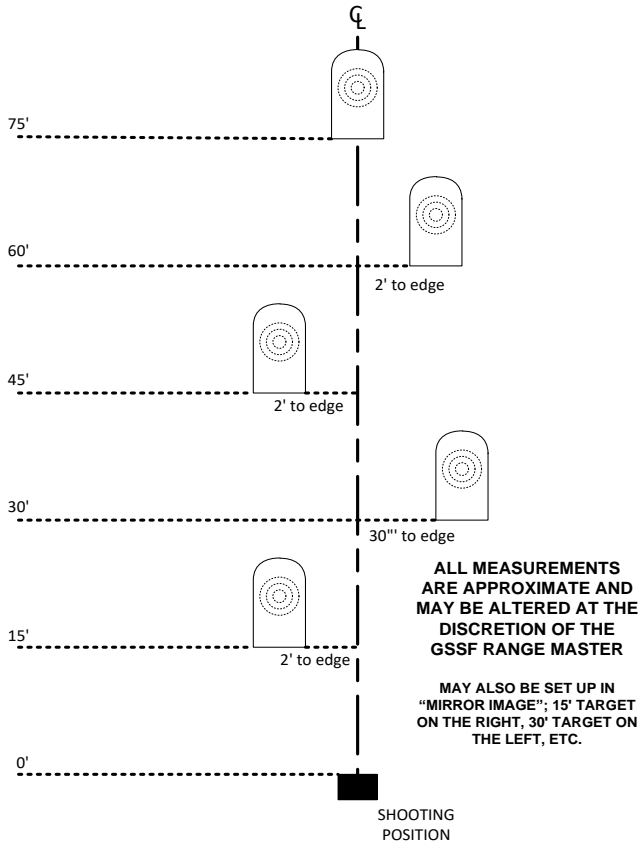 ℄
75'
60'
2' to edge
45'
2' to edge
30'
30"' to edge
ALL MEASUREMENTS
ARE APPROXIMATE AND
MAY BE ALTERED AT THE
DISCRETION OF THE
GSSF RANGE MASTER
15'
2' to edge
MAY ALSO BE SET UP IN
“MIRROR IMAGE”; 15' TARGET
ON THE RIGHT, 30' TARGET ON
THE LEFT, ETC.
0'
SHOOTING
POSITION